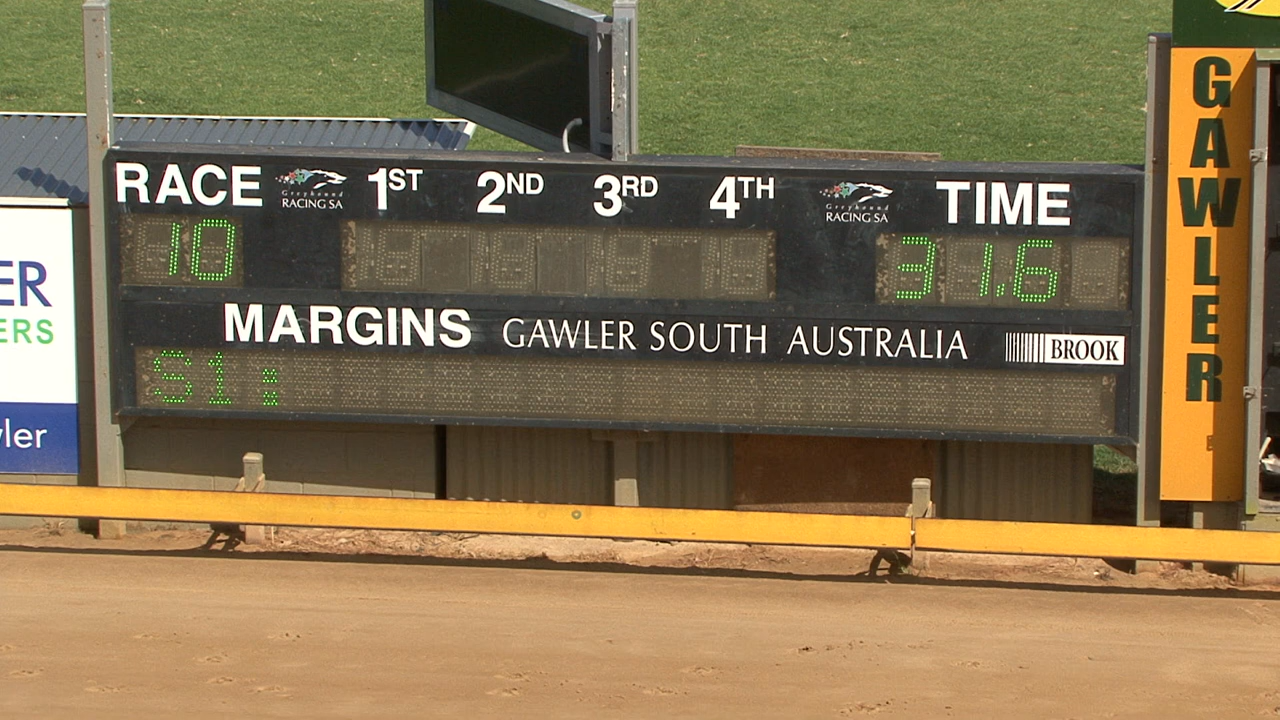 RACE Greyhound RACING SA 1ST 2ND 3RD 4TH Greyhound RACING SA TIME
10 31.6
MARGINS GAWLER SOUTH AUSTRALIA BROOK
S1:
GAWLER
ER
ERS
ler